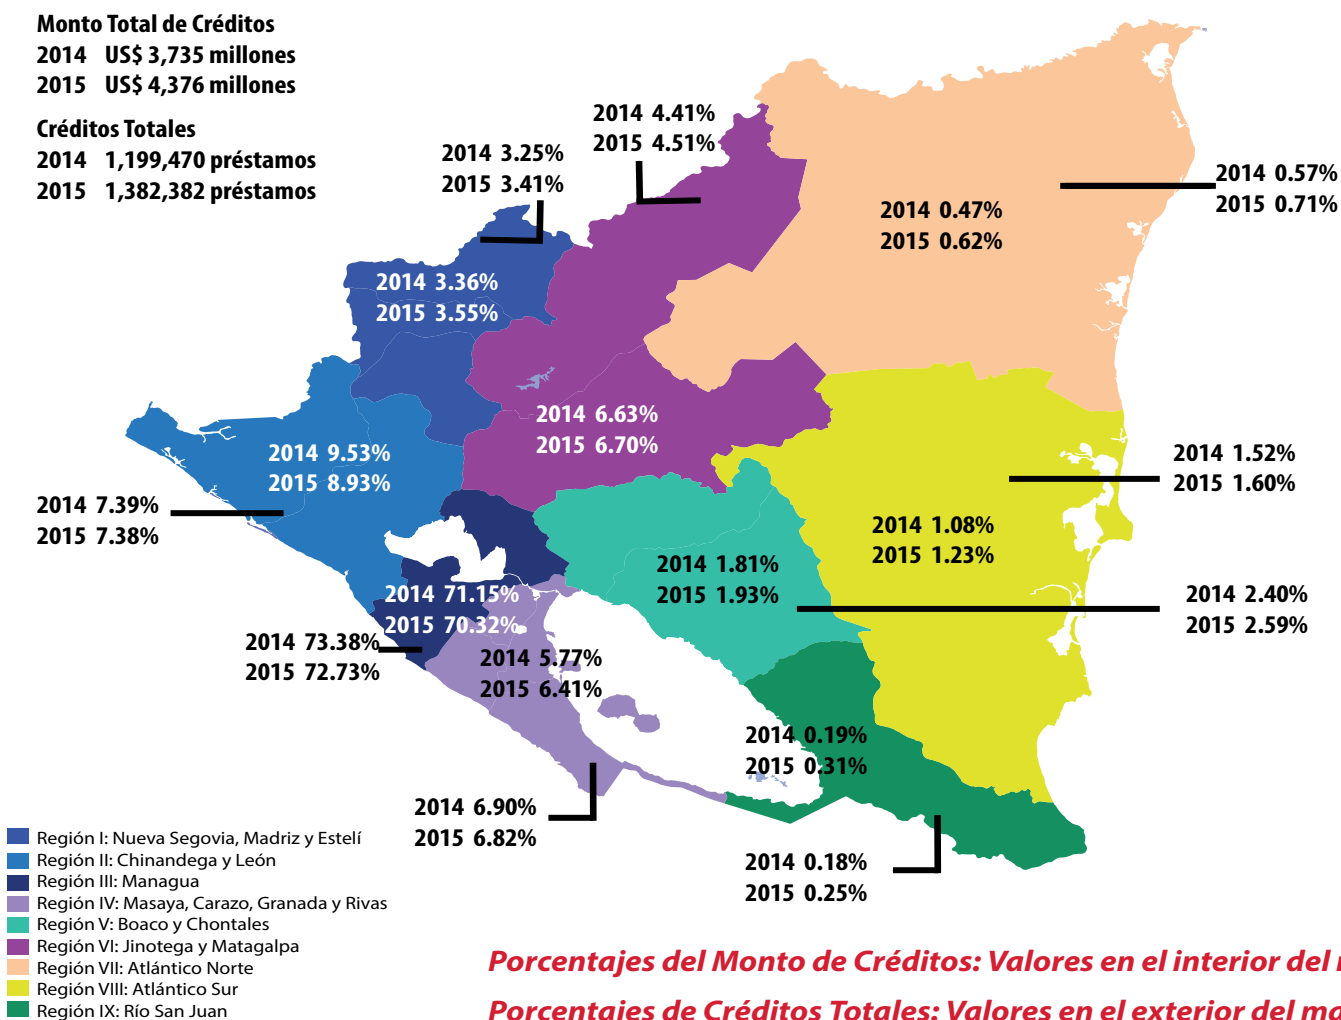 Monto Total de Créditos
2014 US$ 3,735 millones
2015 US$ 4,376 millones
Créditos Totales
2014 1,199,470 préstamos
2015 1,382,382 préstamos
2014 4.41%
2015 4.51%
2014 3.25%
2015 3.41%
2014 0.57%
2015 0.71%
2014 0.47%
2015 0.62%
2014 3.36%
2015 3.55%
2014 6.63%
2015 6.70%
2014 9.53%
2015 8.93%
2014 1.52%
2015 1.60%
2014 7.39%
2015 7.38%
2014 1.08%
2015 1.23%
2014 1.81%
2015 1.93%
2014 2.40%
2015 2.59%
2014 71.15%
2015 70.32%
2014 73.38%
2015 72.73%
2014 5.77%
2015 6.41%
2014 0.19%
2015 0.31%
2014 6.90%
2015 6.82%
2014 0.18%
2015 0.25%
Región I: Nueva Segovia, Madriz y Estelí
Región II: Chinandega y León
Región III: Managua
Región IV: Masaya, Carazo, Granada y Rivas
Región V: Boaco y Chontales
Región VI: Jinotega y Matagalpa
Región VII: Atlántico Norte
Región VIII: Atlántico Sur
Región IX: Río San Juan
Porcentajes del Monto de Créditos: Valores en el interior del
Porcentajes de Créditos Totales: Valores en el exterior del